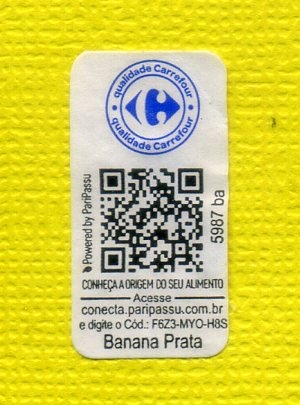 qualidade Carrefour
qualidade Carrefour
Powered by PariPassu
5987 ba
CONHEÇA A ORIGEM DO SEU ALIMENTO
Acesse
conecta.paripassu.com.br
e digite o Cód.: F6Z3-MYO-H8S
Banana Prata